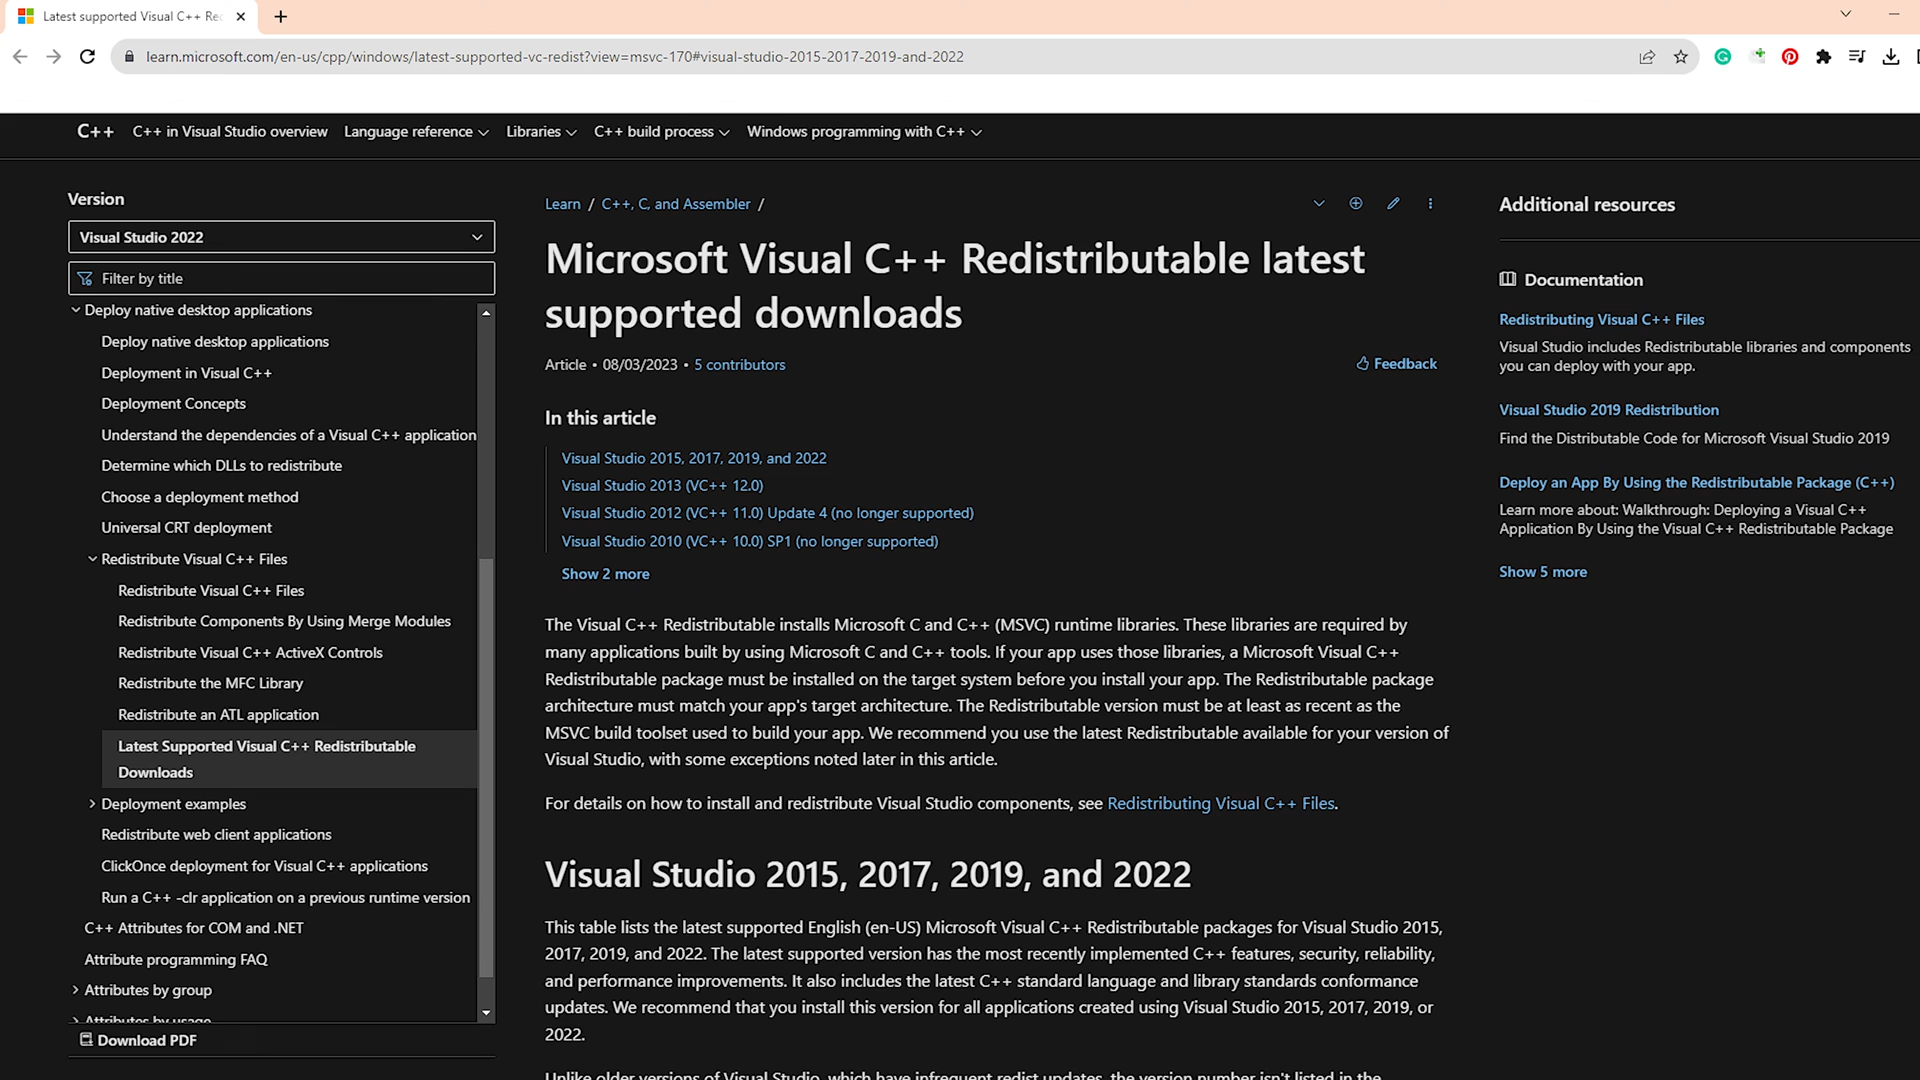 Latest supported Visual C++ Re
learn.microsoft.com/en-us/cpp/windows/latest-supported-vc-redist?view=msvc-170#visual-studio-2015-2017-2019-and-2022
C++ C++ in Visual Studio overview Language reference Libraries C++ build process Windows programming with C++
Version
Visual Studio 2022
Filter by title
Deploy native desktop applications
Deploy native desktop applications
Deployment in Visual C++
Deployment Concepts
Understand the dependencies of a Visual C++ application
Determine which DLLs to redistribute
Choose a deployment method
Universal CRT deployment
Redistribute Visual C++ Files
Redistribute Visual C++ Files
Redistribute Components By Using Merge Modules
Redistribute Visual C++ ActiveX Controls
Redistribute the MFC Library
Redistribute an ATL application
Latest Supported Visual C++ Redistributable
Downloads
Deployment examples
Redistribute web client applications
ClickOnce deployment for Visual C++ applications
Run a C++ -clr application on a previous runtime version
C++ Attributes for COM and .NET
Attribute programming FAQ
Attributes by group
Attributes by usage
Download PDF
Learn / C++, C, and Assembler /
Microsoft Visual C++ Redistributable latest
supported downloads
Article • 08/03/2023 • 5 contributors
Feedback
In this article
Visual Studio 2015, 2017, 2019, and 2022
Visual Studio 2013 (VC++ 12.0)
Visual Studio 2012 (VC++ 11.0) Update 4 (no longer supported)
Visual Studio 2010 (VC++ 10.0) SP1 (no longer supported)
Show 2 more
The Visual C++ Redistributable installs Microsoft C and C++ (MSVC) runtime libraries. These libraries are required by
many applications built by using Microsoft C and C++ tools. If your app uses those libraries, a Microsoft Visual C++
Redistributable package must be installed on the target system before you install your app. The Redistributable package
architecture must match your app's target architecture. The Redistributable version must be at least as recent as the
MSVC build toolset used to build your app. We recommend you use the latest Redistributable available for your version of
Visual Studio, with some exceptions noted later in this article.
For details on how to install and redistribute Visual Studio components, see Redistributing Visual C++ Files.
Visual Studio 2015, 2017, 2019, and 2022
This table lists the latest supported English (en-US) Microsoft Visual C++ Redistributable packages for Visual Studio 2015,
2017, 2019, and 2022. The latest supported version has the most recently implemented C++ features, security, reliability,
and performance improvements. It also includes the latest C++ standard language and library standards conformance
updates. We recommend that you install this version for all applications created using Visual Studio 2015, 2017, 2019, or
2022.
Unlike older versions of Visual Studio, which have infrequent redist updates, the version number isn't listed in the
Additional resources
Documentation
Redistributing Visual C++ Files
Visual Studio includes Redistributable libraries and components
you can deploy with your app.
Visual Studio 2019 Redistribution
Find the Distributable Code for Microsoft Visual Studio 2019
Deploy an App By Using the Redistributable Package (C++)
Learn more about: Walkthrough: Deploying a Visual C++
Application By Using the Visual C++ Redistributable Package
Show 5 more